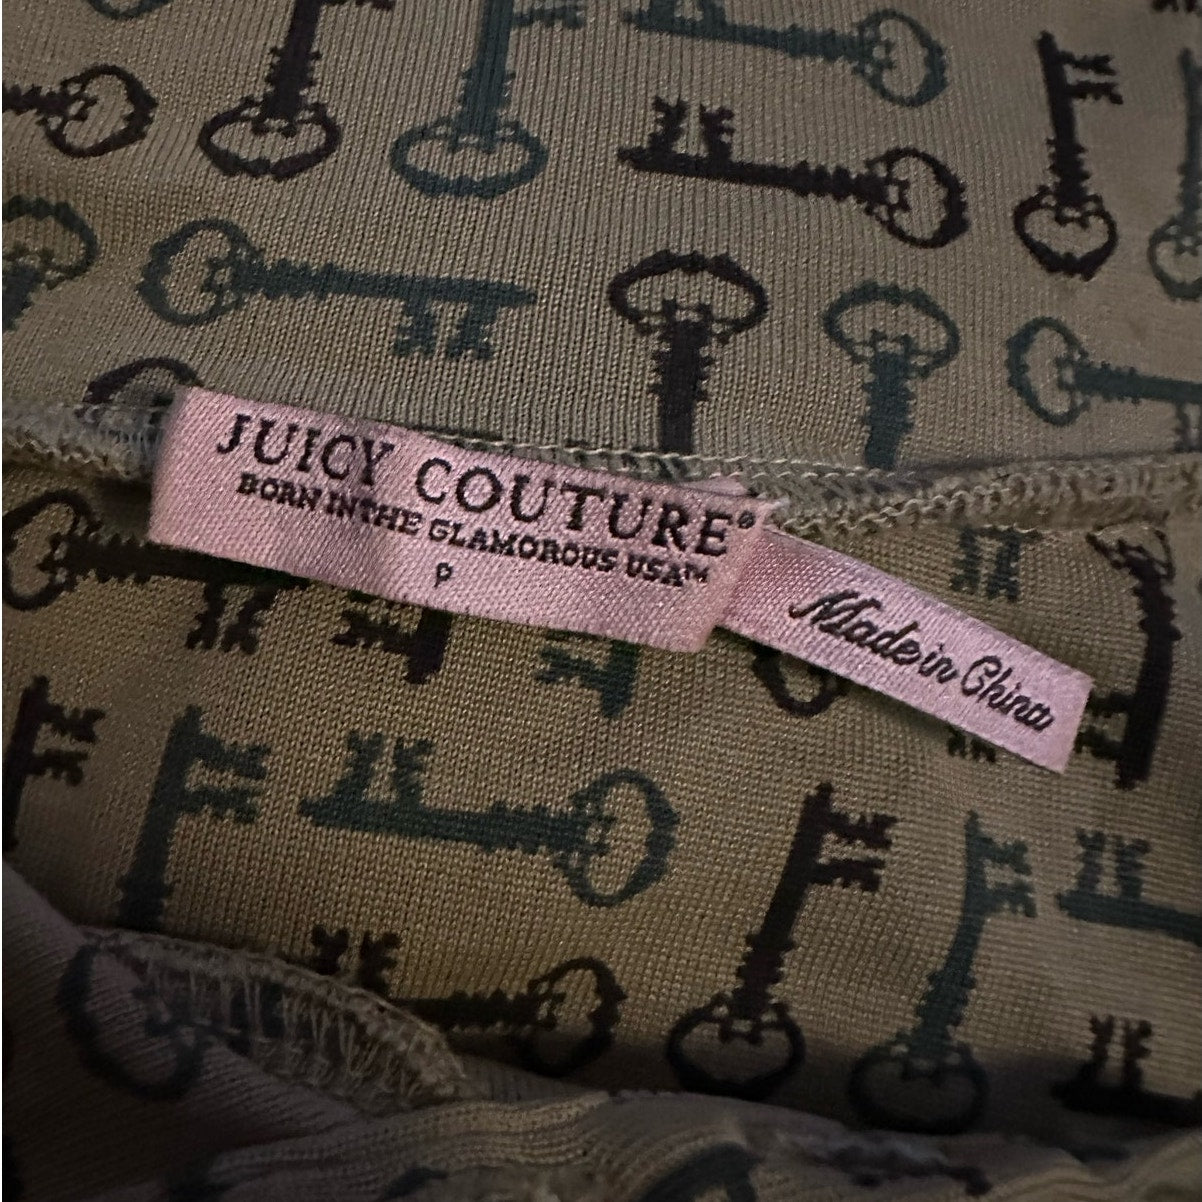 JUICY COUTURE®
BORN IN THE GLAMOROUS USA™
P
Made in China